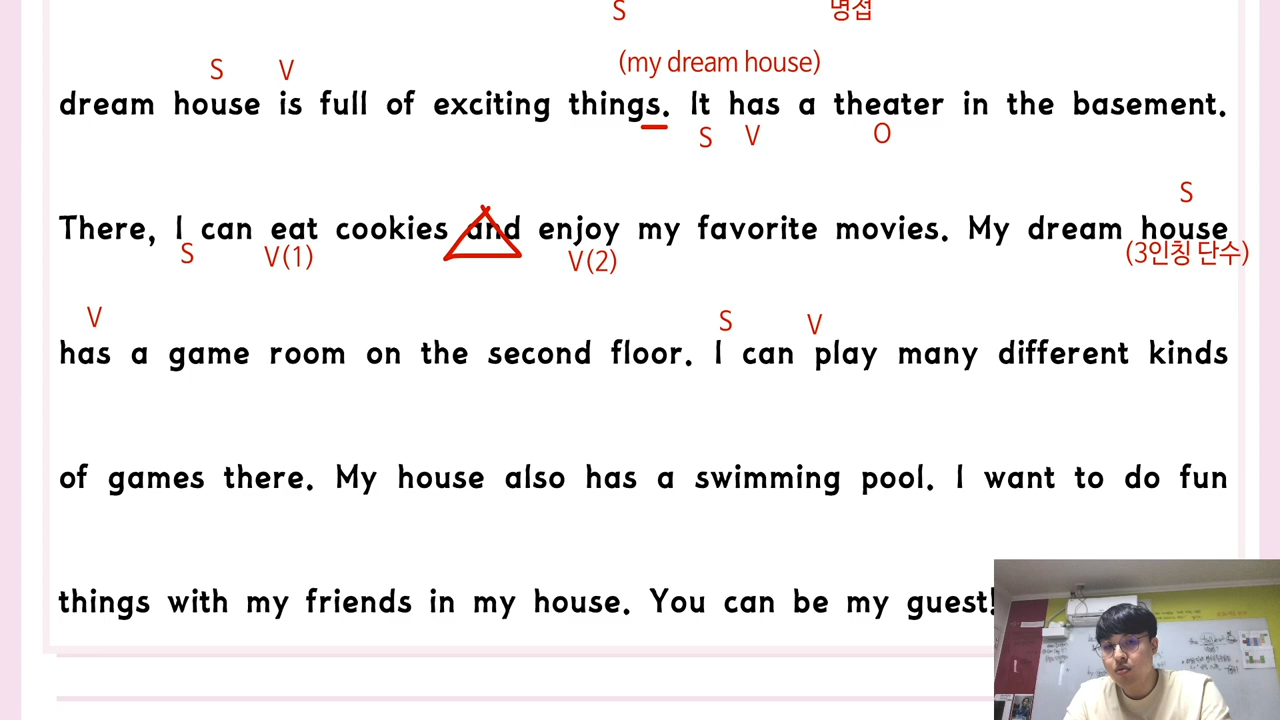 S 명접
(my dream house)
S V
dream house is full of exciting things. It has a theater in the basement.
S V O
S
There, I can eat cookies and enjoy my favorite movies. My dream house
S V(1) V(2) (3인칭 단수)
V S V
has a game room on the second floor. I can play many different kinds
of games there. My house also has a swimming pool. I want to do fun
things with my friends in my house. You can be my guest!